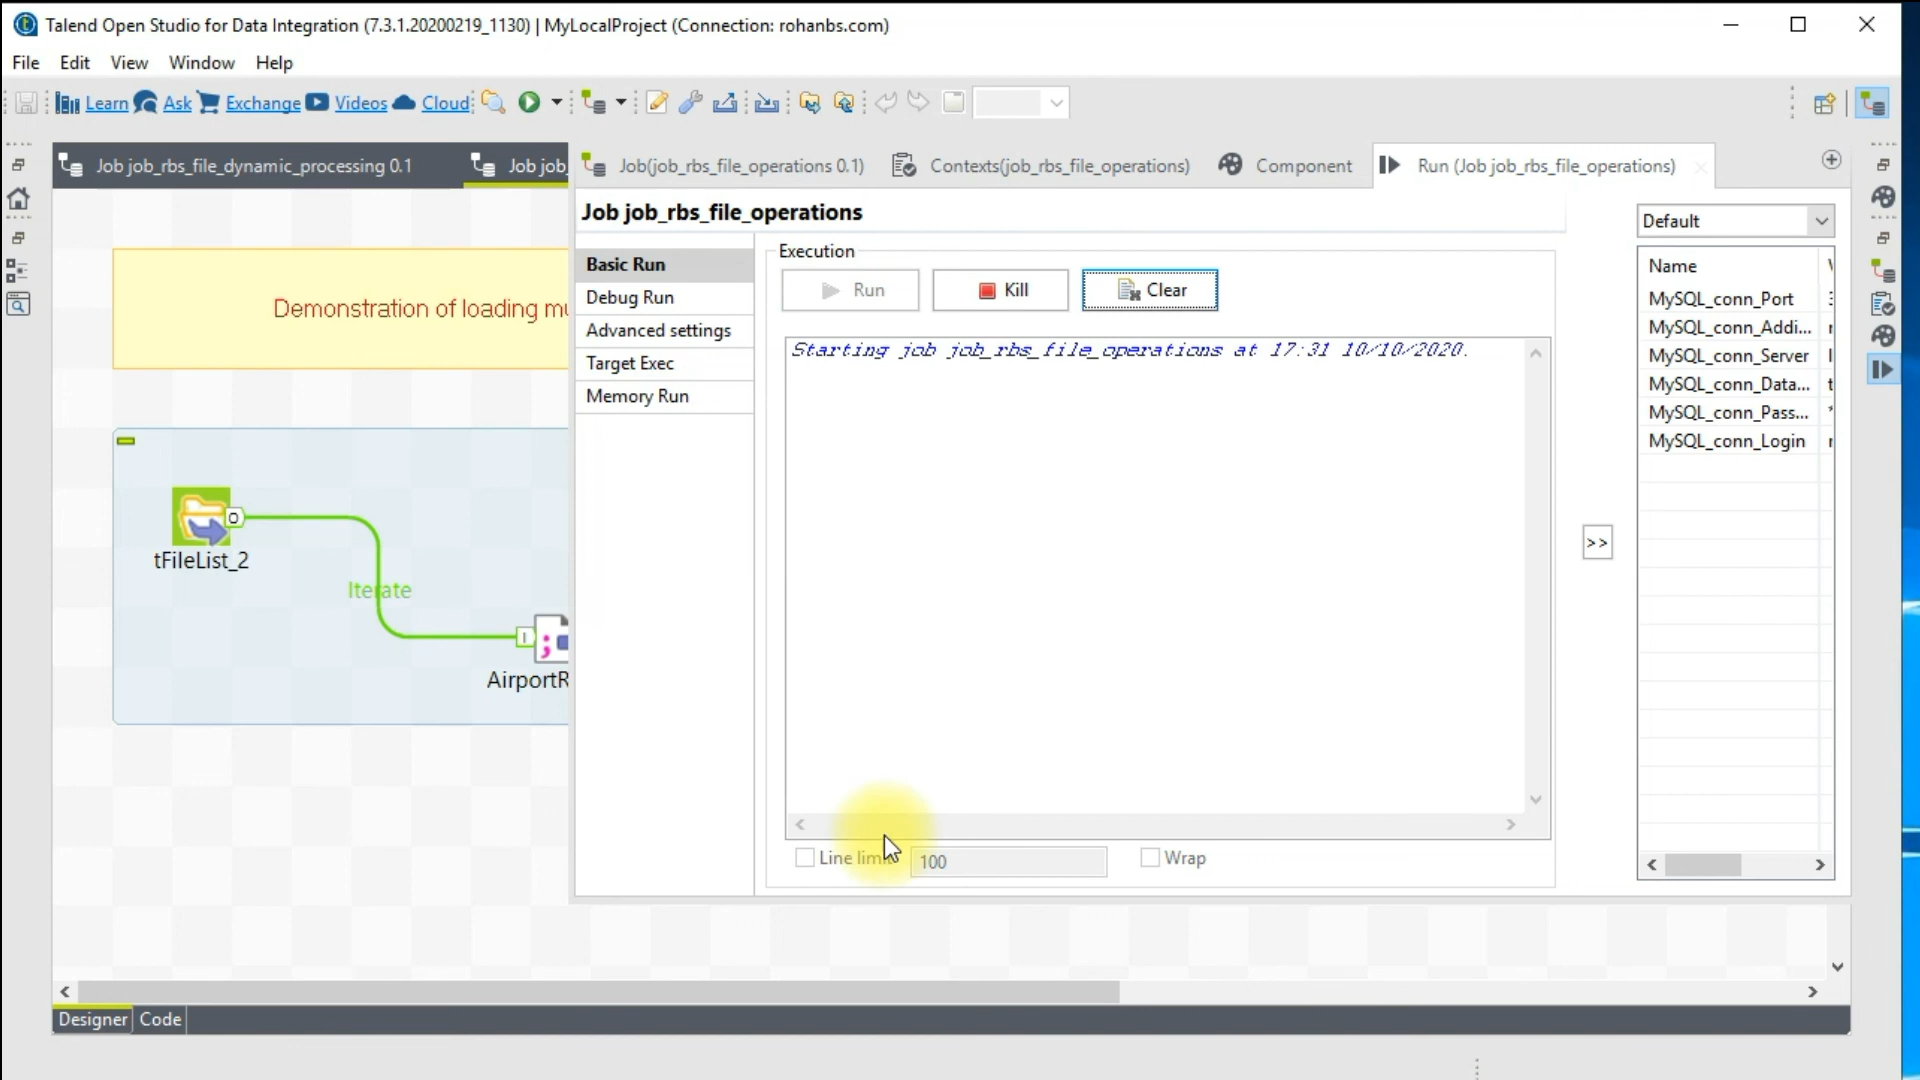 Talend Open Studio for Data Integration (7.3.1.20200219_1130) | MyLocalProject (Connection: rohanbs.com)
File Edit View Window Help
Learn Ask Exchange Videos Cloud
Job job_rbs_file_dynamic_processing 0.1
Job job
Job(job_rbs_file_operations 0.1)
Contexts(job_rbs_file_operations)
Component
Run (Job job_rbs_file_operations)
Job job_rbs_file_operations
Default
Basic Run
Debug Run
Advanced settings
Target Exec
Memory Run
Execution
Run
Kill
Clear
Starting job job_rbs_file_operations at 17:31 10/10/2020.
Line limit
100
Wrap
>>
Name
MySQL_conn_Port
MySQL_conn_Addi...
MySQL_conn_Server
MySQL_conn_Data...
MySQL_conn_Pass...
MySQL_conn_Login
Demonstration of loading mu
tFileList_2
Iterate
AirportR
Designer
Code